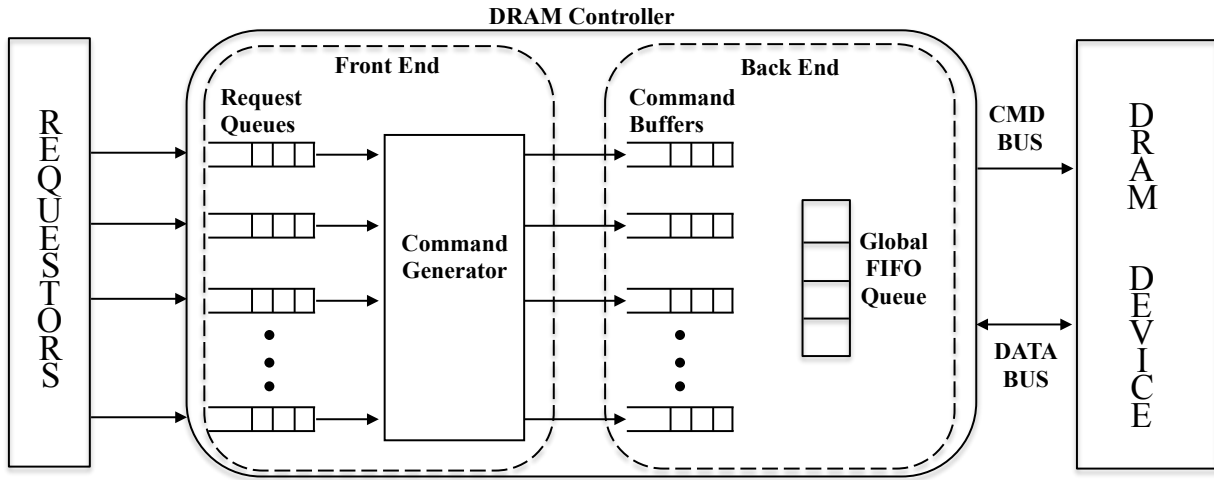 DRAM Controller
Front End
Back End
REQUESTORS
Request
Queues
Command
Generator
Command
Buffers
Global
FIFO
Queue
CMD
BUS
DATA
BUS
DRAM
DEVICE